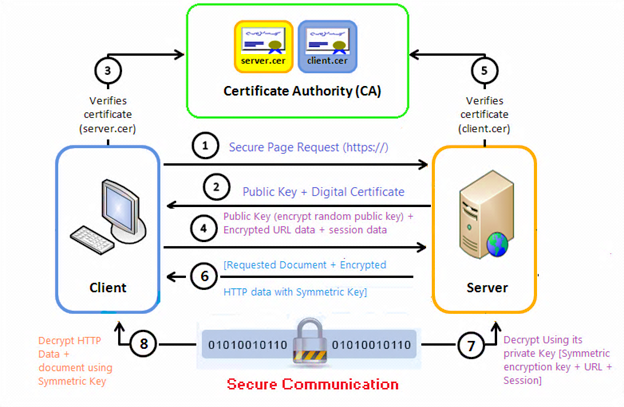 server.cer
client.cer
Certificate Authority (CA)
3
5
Verifies
certificate
(server.cer)
Verifies
certificate
(client.cer)
1
Secure Page Request (https://)
2
Public Key + Digital Certificate
4
Public Key (encrypt random public key) +
Encrypted URL data + session data
6
[Requested Document + Encrypted
HTTP data with Symmetric Key]
Client
Server
8
01010010110
01010010110
7
Decrypt HTTP
Data +
document using
Symmetric Key
Secure Communication
Decrypt Using its
private Key [Symmetric
encryption key + URL +
Session]